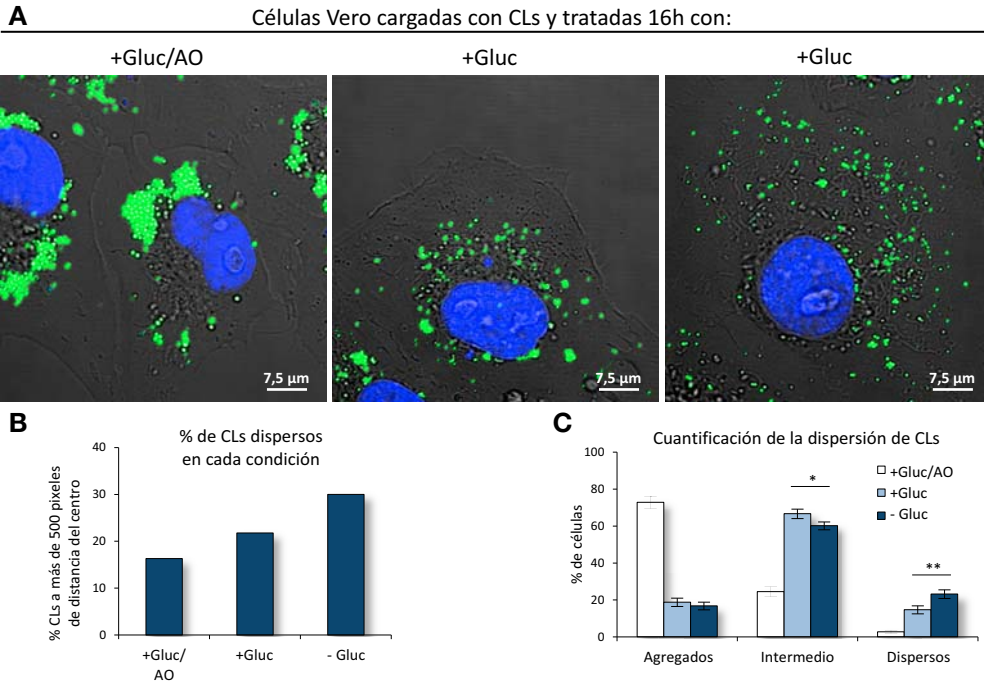 A
Células Vero cargadas con CLs y tratadas 16h con:
+Gluc/AO
+Gluc
+Gluc
7,5 µm
7,5 µm
7,5 µm
B
% de CLs dispersos
en cada condición
% CLs a más de 500 pixeles
de distancia del centro
40
30
20
10
0
+Gluc/
AO
+Gluc
- Gluc
C
Cuantificación de la dispersión de CLs
% de células
100
80
60
40
20
0
*
**
+Gluc/AO
+Gluc
- Gluc
Agregados
Intermedio
Dispersos